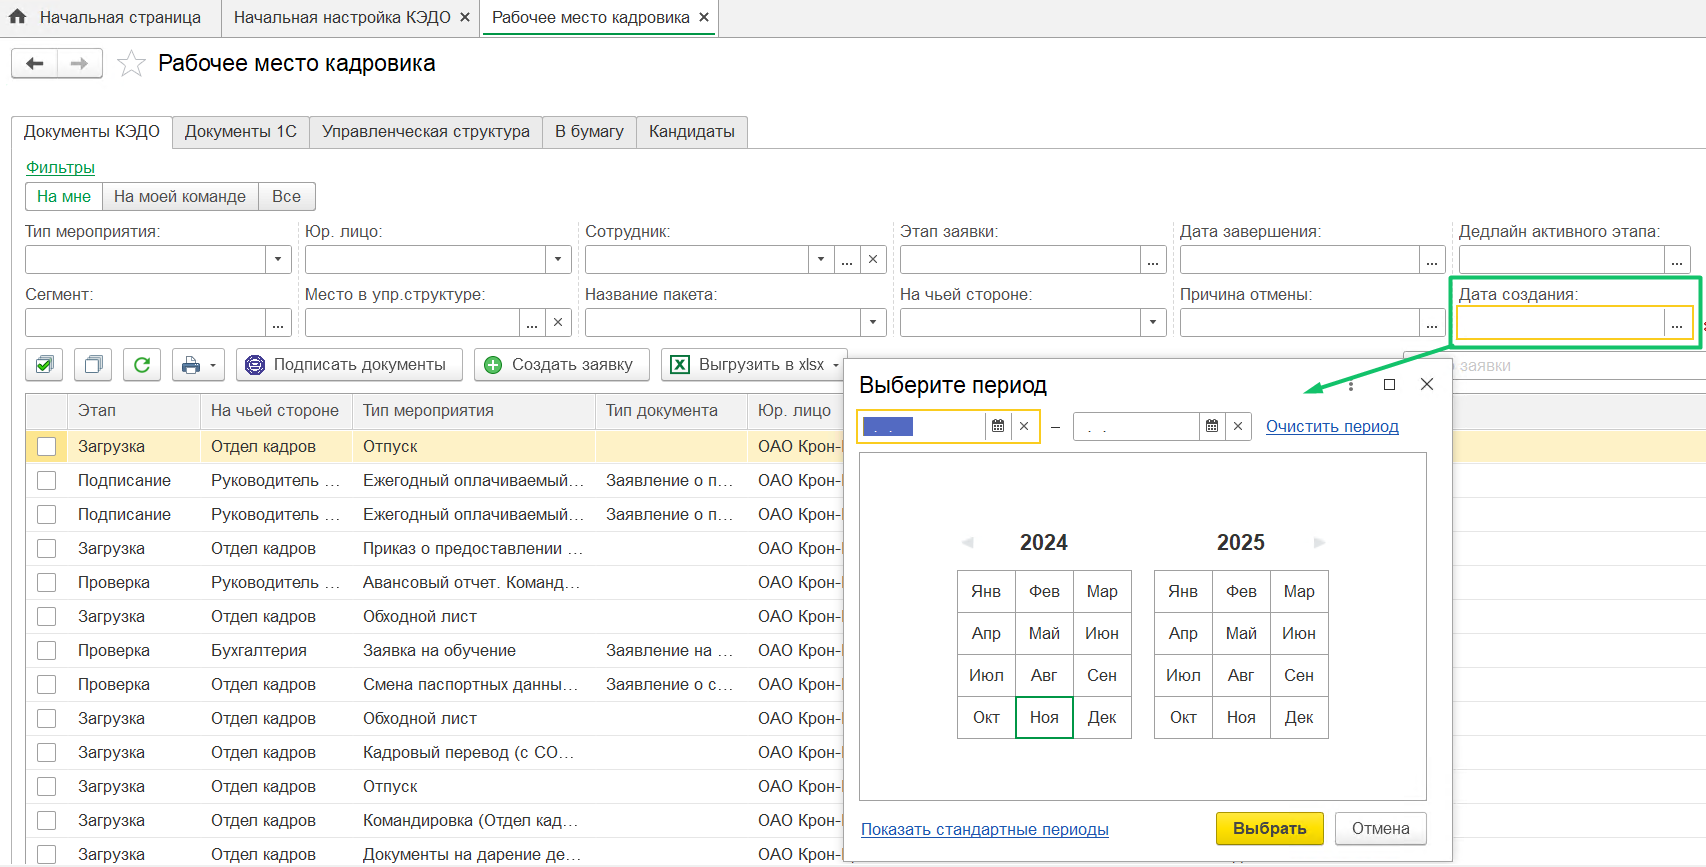 Начальная страница
Начальная настройка КЭДО ×
Рабочее место кадровика ×
Рабочее место кадровика
Документы КЭДО
Документы 1С
Управленческая структура
В бумагу
Кандидаты
Фильтры
На мне
На моей команде
Все
Тип мероприятия:
Юр. лицо:
Сотрудник:
Этап заявки:
Дата завершения:
Дедлайн активного этапа:
Сегмент:
Место в упр.структуре:
Название пакета:
На чьей стороне:
Причина отмены:
Дата создания:
Подписать документы
Создать заявку
Выгрузить в xlsx
заявки
Этап На чьей стороне Тип мероприятия Тип документа Юр. лицо
Загрузка Отдел кадров Отпуск ОАО Крон-
Подписание Руководитель ... Ежегодный оплачиваемый... Заявление о п... ОАО Крон-
Подписание Руководитель ... Ежегодный оплачиваемый... Заявление о п... ОАО Крон-
Загрузка Отдел кадров Приказ о предоставлении ... ОАО Крон-
Проверка Руководитель ... Авансовый отчет. Команд... ОАО Крон-
Загрузка Отдел кадров Обходной лист ОАО Крон-
Проверка Бухгалтерия Заявка на обучение Заявление на ... ОАО Крон-
Проверка Отдел кадров Смена паспортных данны... Заявление о с... ОАО Крон-
Загрузка Отдел кадров Обходной лист ОАО Крон-
Загрузка Отдел кадров Кадровый перевод (с СО... ОАО Крон-
Загрузка Отдел кадров Отпуск ОАО Крон-
Загрузка Отдел кадров Командировка (Отдел кад... ОАО Крон-
Загрузка Отдел кадров Документы на дарение де... ОАО Крон-
Выберите период
. . – . . Очистить период
2024 2025
Янв Фев Мар Янв Фев Мар
Апр Май Июн Апр Май Июн
Июл Авг Сен Июл Авг Сен
Окт Ноя Дек Окт Ноя Дек
Показать стандартные периоды
Выбрать
Отмена